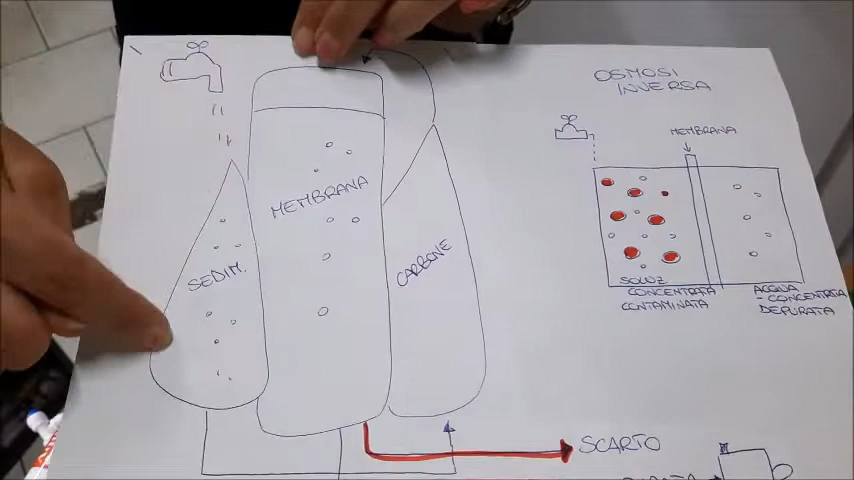 OSMOSI
INVERSA
MEMBRANA
MEMBRANA
SEDIM.
CARBONE
SOLUZ
CONCENTRATA
CONTAMINATA
ACQUA
- CONCENTRATA
DEPURATA
SCARTO